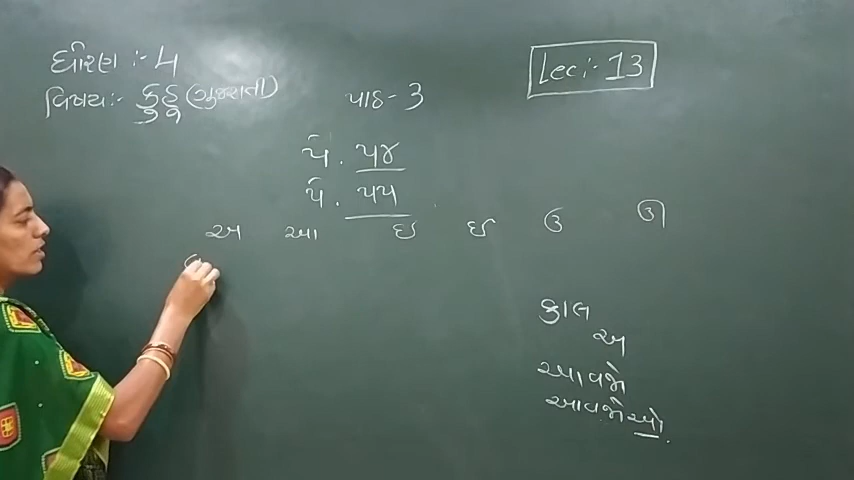 ધોરણ :- 4
Lec:- 13
વિષય :- કુહૂ (ગુજરાતી)
પાઠ - 3
પે. ૫૪
પે. ૫૫
અ આ ઇ ઈ ઉ ઊ
કાલ
અ
આવજો
આવજોઓ